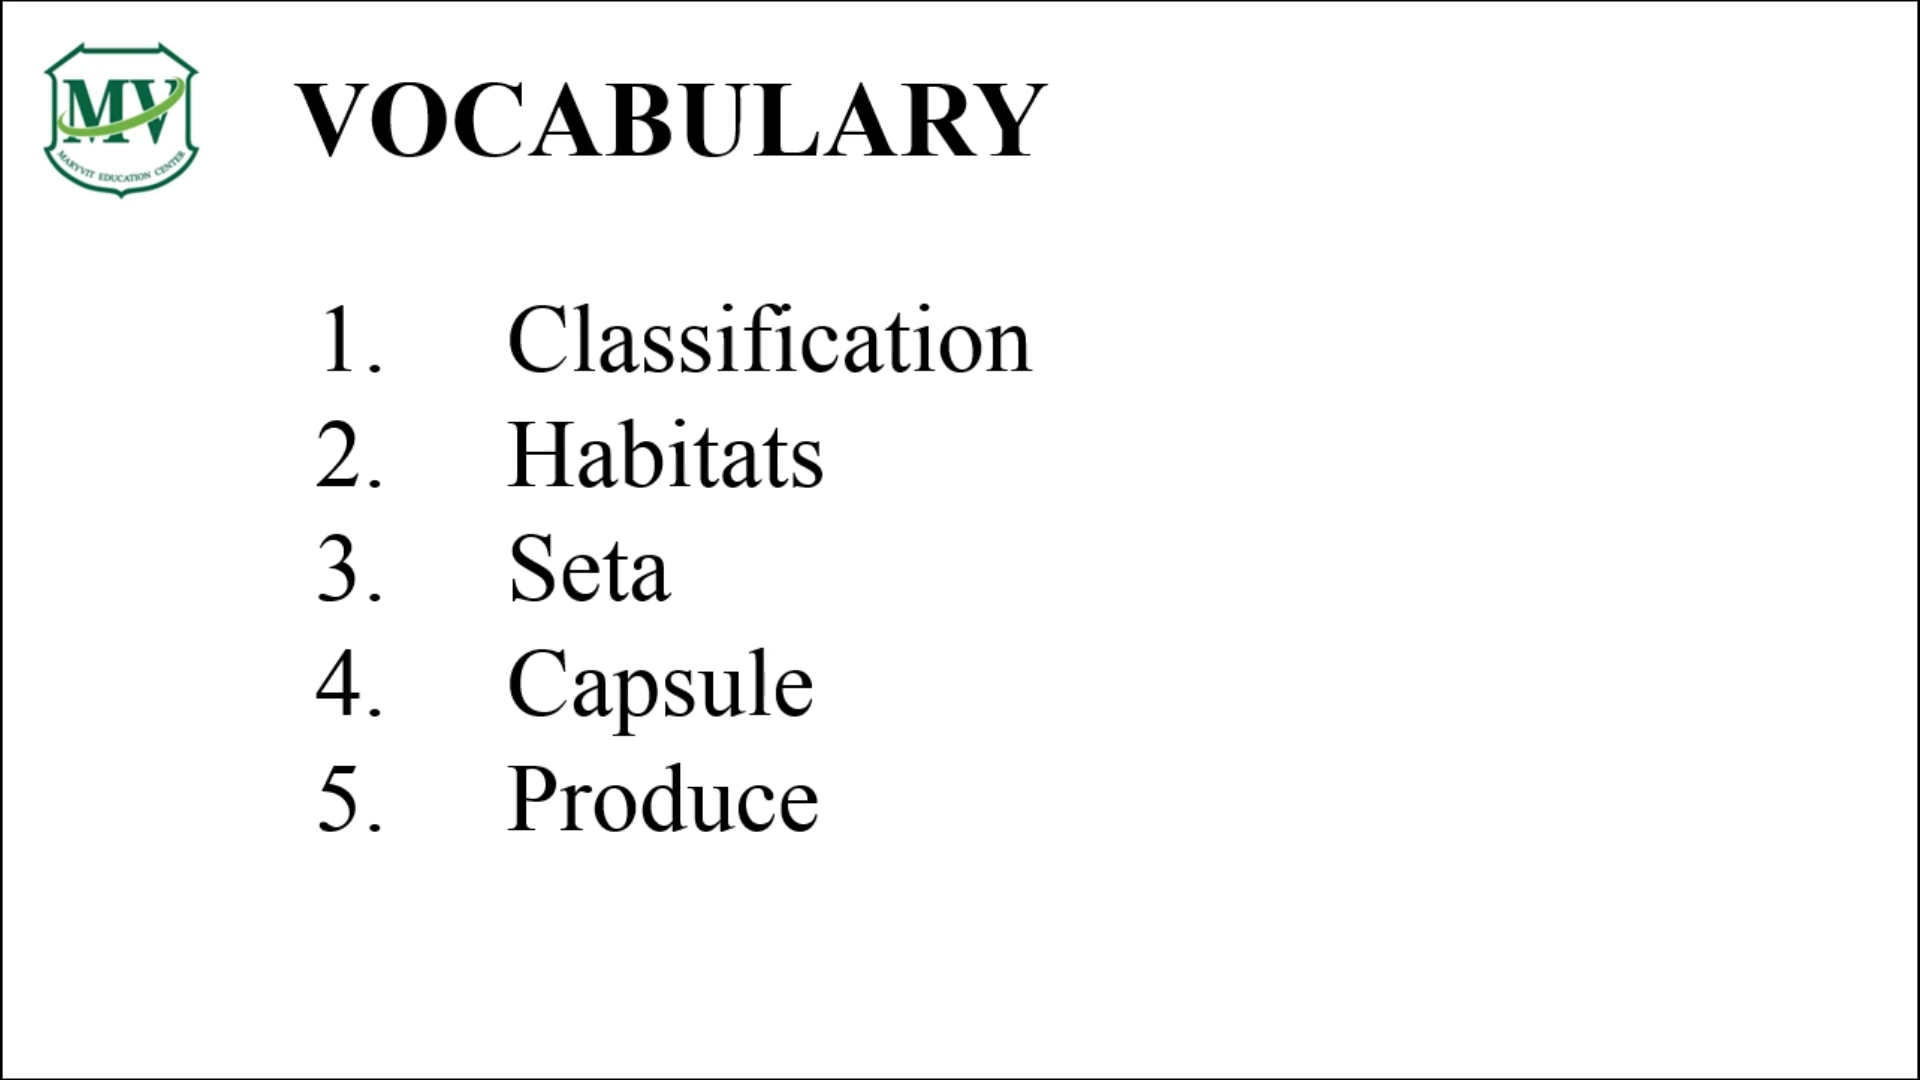 MV
MARYVIT EDUCATION CENTER
VOCABULARY
1. Classification
2. Habitats
3. Seta
4. Capsule
5. Produce